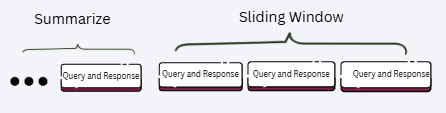 Summarize
Sliding Window
Query and Response
Query and Response
Query and Response
Query and Response